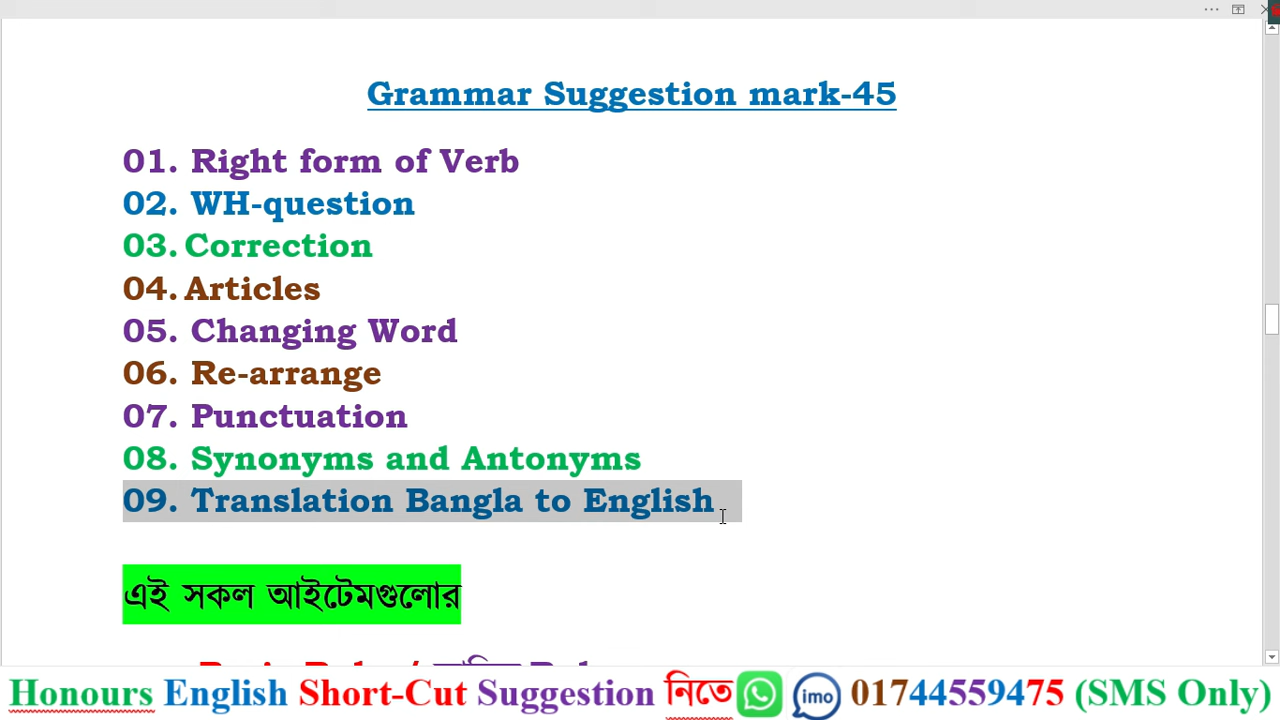 Grammar Suggestion mark-45
01. Right form of Verb
02. WH-question
03. Correction
04. Articles
05. Changing Word
06. Re-arrange
07. Punctuation
08. Synonyms and Antonyms
09. Translation Bangla to English
এই সকল আইটেমগুলোর
Honours English Short-Cut Suggestion নিতে imo 01744559475 (SMS Only)